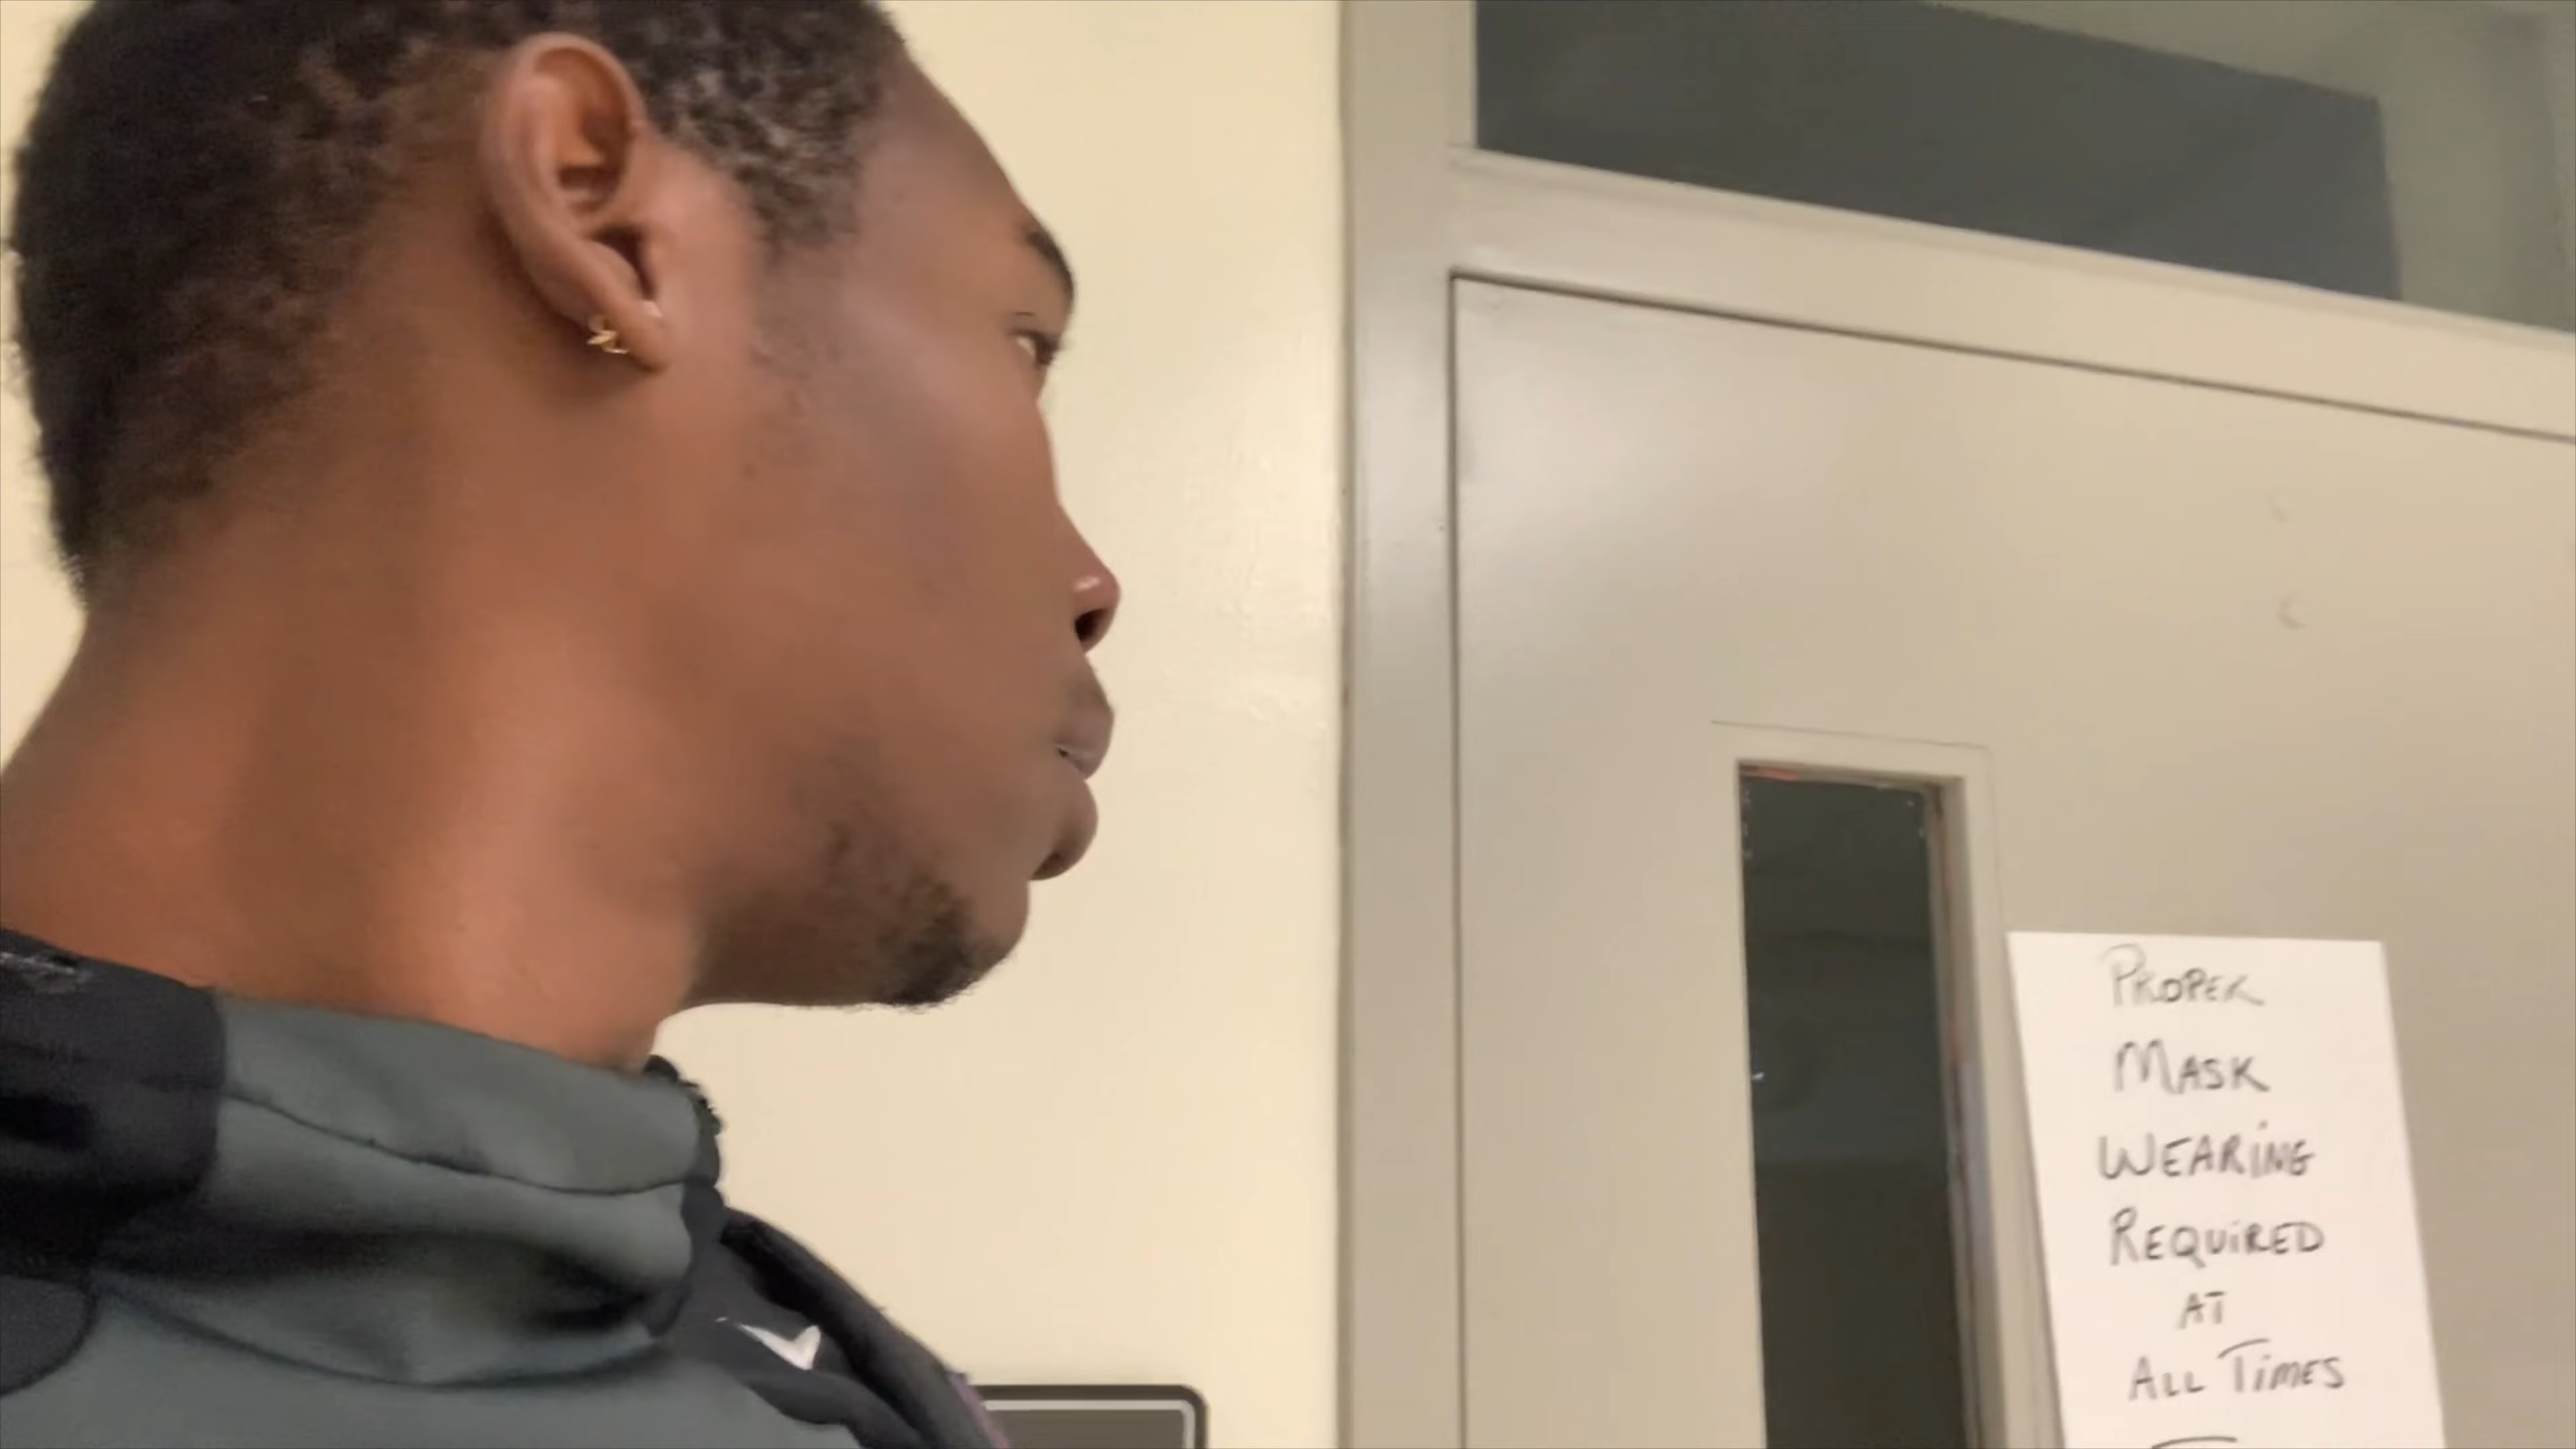 PROPER
MASK
WEARING
REQUIRED
AT
ALL TIMES